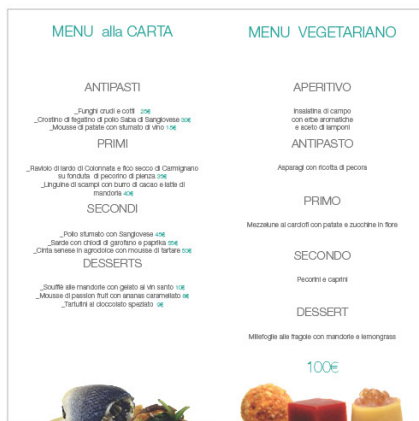 MENU alla CARTA
ANTIPASTI
_Funghi crudi e cotti 25€
_Crostino di fegatino di pollo Saba di Sangiovese 30€
_Mousse di patate con sfumato di vino 15€
PRIMI
_Raviolo di lardo di Colonnata e fico secco di Carmignano
su fonduta di pecorino di pienza 35€
_Linguine di scampi con burro di cacao e latte di
mandorla 40€
SECONDI
_Pollo sfumato con Sangiovese 45€
_Sarde con chiodi di garofano e paprika 55€
_Cinta senese in agrodolce con mousse di tartare 50€
DESSERTS
_Soufflè alle mandorle con gelato al vin santo 10€
_Mousse di passion fruit con ananas caramellato 8€
_Tartufini al cioccolato speziato 9€
MENU VEGETARIANO
APERITIVO
Insalatina di campo
con erbe aromatiche
e aceto di lamponi
ANTIPASTO
Asparagi con ricotta di pecora
PRIMO
Mezzelune ai cardofi con patate e zucchine in fiore
SECONDO
Pecorini e caprini
DESSERT
Millefoglie alle fragole con mandorle e lemongrass
100€